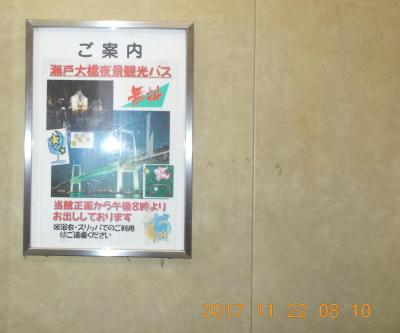 ご案内
瀬戸大橋夜景観光バス
無料
当館正面から午後8時より
お出ししております
※浴衣・スリッパでのご利用
はご遠慮ください
2017 11 22 08:10